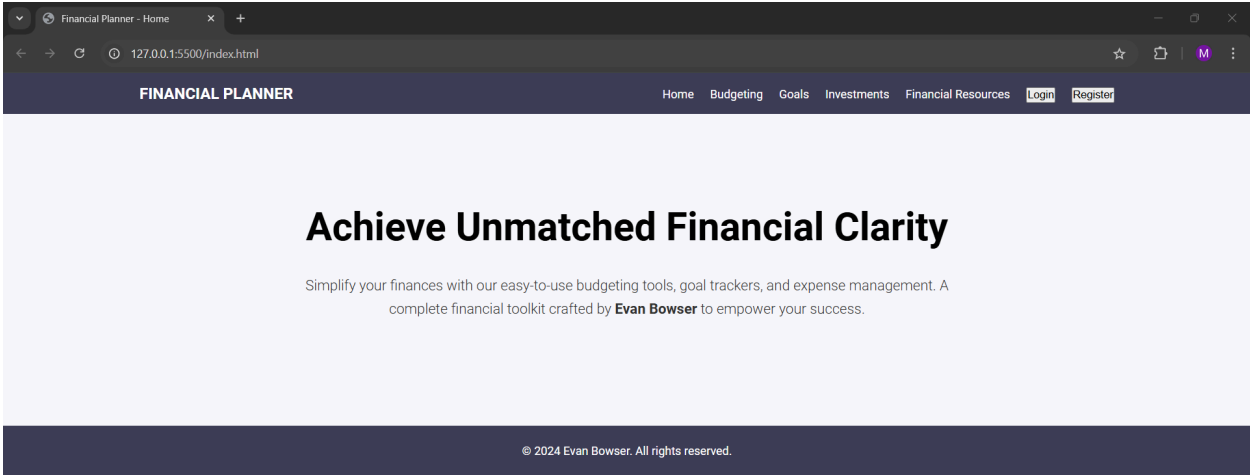 Financial Planner - Home
127.0.0.1:5500/index.html
M
FINANCIAL PLANNER Home Budgeting Goals Investments Financial Resources Login Register
Achieve Unmatched Financial Clarity
Simplify your finances with our easy-to-use budgeting tools, goal trackers, and expense management. A
complete financial toolkit crafted by Evan Bowser to empower your success.
© 2024 Evan Bowser. All rights reserved.